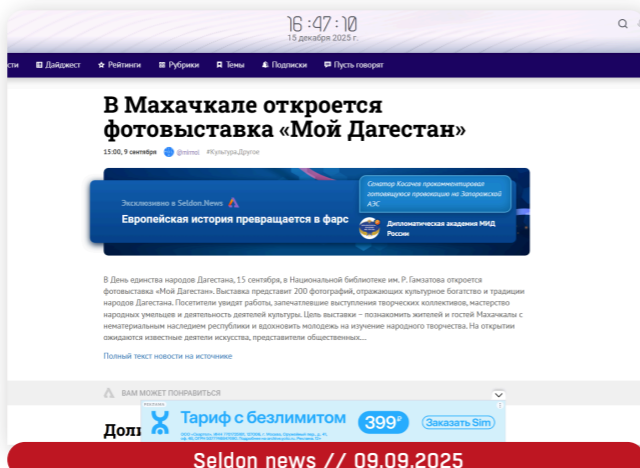 16:47:10
15 декабря 2025 г.
сти Дайджест Рейтинги Рубрики Темы Подписки Пусть говорят
В Махачкале откроется
фотовыставка «Мой Дагестан»
15:00, 9 сентября @mimoi #Культура,Другое
Эксклюзивно в Seldon.News
Европейская история превращается в фарс
Сенатор Косачев прокомментировал
готовящуюся провокацию на Запорожской
АЭС
Дипломатическая академия МИД
России
В День единства народов Дагестана, 15 сентября, в Национальной библиотеке им. Р. Гамзатова откроется
фотовыставка «Мой Дагестан». Выставка представит 200 фотографий, отражающих культурное богатство и традиции
народов Дагестана. Посетители увидят работы, запечатлевшие выступления творческих коллективов, мастерство
народных умельцев и деятельность деятелей культуры. Цель выставки – познакомить жителей и гостей Махачкалы с
нематериальным наследием республики и вдохновить молодежь на изучение народного творчества. На открытии
ожидаются известные деятели искусства, представители общественных...
Полный текст новости на источнике
ВАМ МОЖЕТ ПОНРАВИТЬСЯ
РЕКЛАМА
Тариф с безлимитом 399₽ Заказать Sim
Seldon news // 09.09.2025